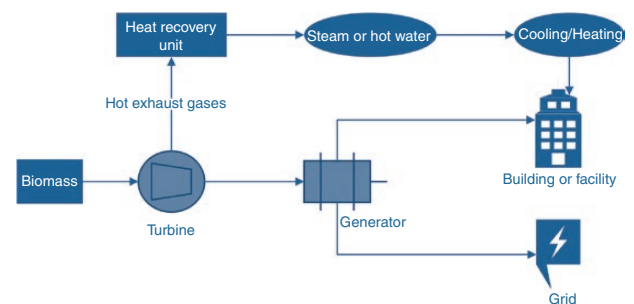 Heat recovery
unit
Steam or hot water
Cooling/Heating
Hot exhaust gases
Biomass
Turbine
Generator
Building or facility
Grid